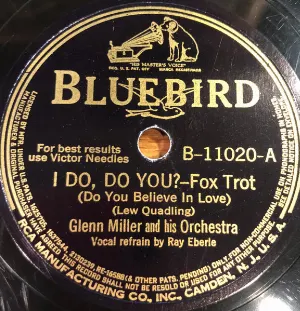 "HIS MASTER'S VOICE"
BLUEBIRD
For best results
use Victor Needles
B-11020-A
I DO, DO YOU?-Fox Trot
(Do You Believe In Love)
(Lew Quadling)
Glenn Miller and his Orchestra
Vocal refrain by Ray Eberle
RCA MANUFACTURING CO., INC., CAMDEN, N. J., U. S. A.